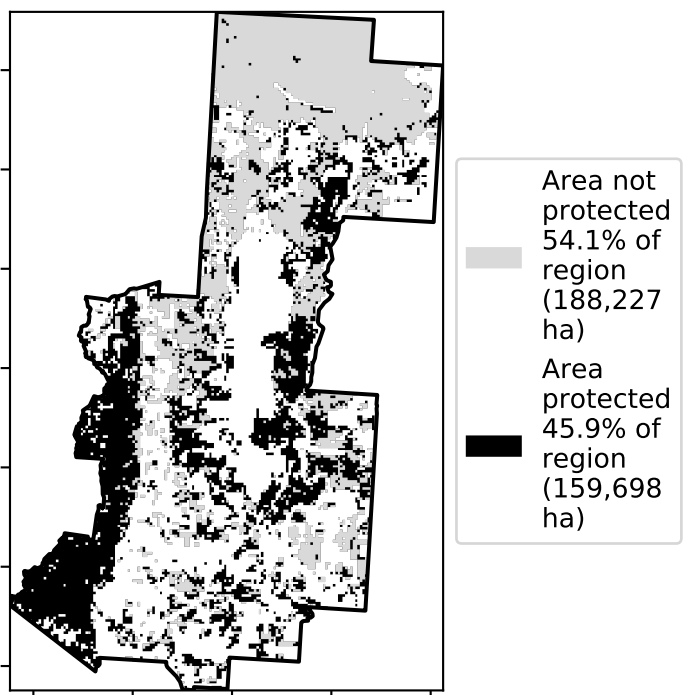 Area not
protected
54.1% of
region
(188,227
ha)
Area
protected
45.9% of
region
(159,698
ha)